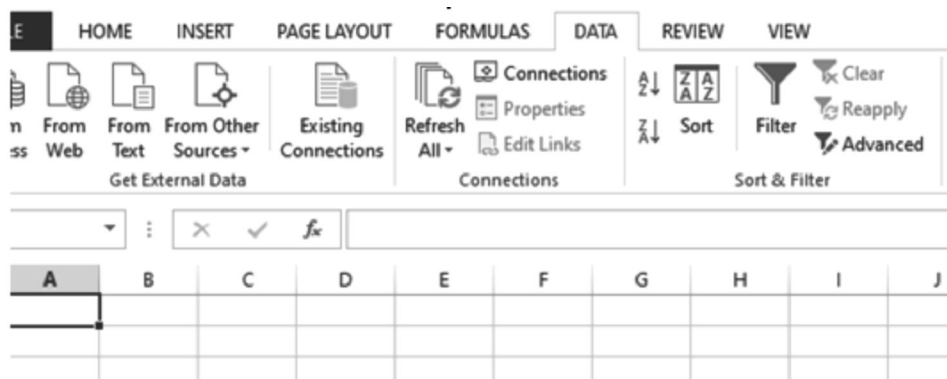 LE HOME INSERT PAGE LAYOUT FORMULAS DATA REVIEW VIEW
From Web
From Text
From Other Sources
Existing Connections
Get External Data
Refresh All
Connections
Properties
Edit Links
Connections
A Z
Z A
Z A A Z
Sort
Filter
Clear
Reapply
Advanced
Sort & Filter
fx
A B C D E F G H I J